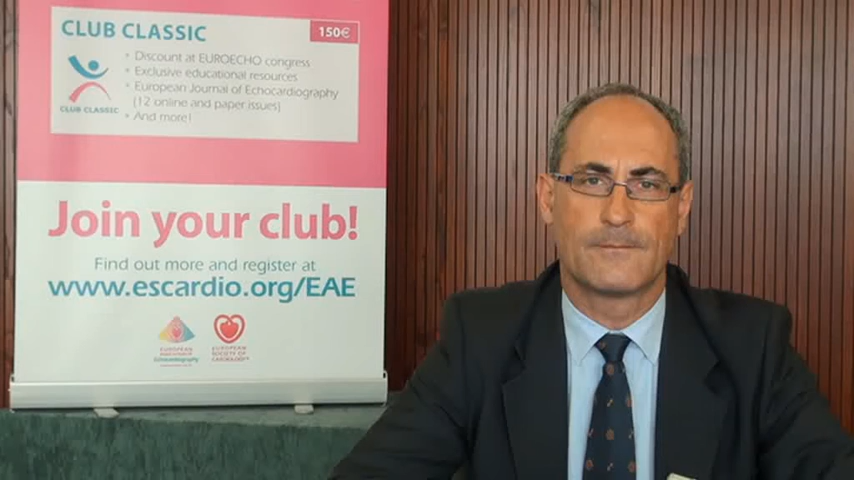 CLUB CLASSIC
150€
• Discount at EUROECHO congress
• Exclusive educational resources
• European Journal of Echocardiography
(12 online and paper issues)
• And more!
CLUB CLASSIC
Join your club!
Find out more and register at
www.escardio.org/EAE
EUROPEAN
Echocardiography
EUROPEAN
SOCIETY OF
CARDIOLOGY